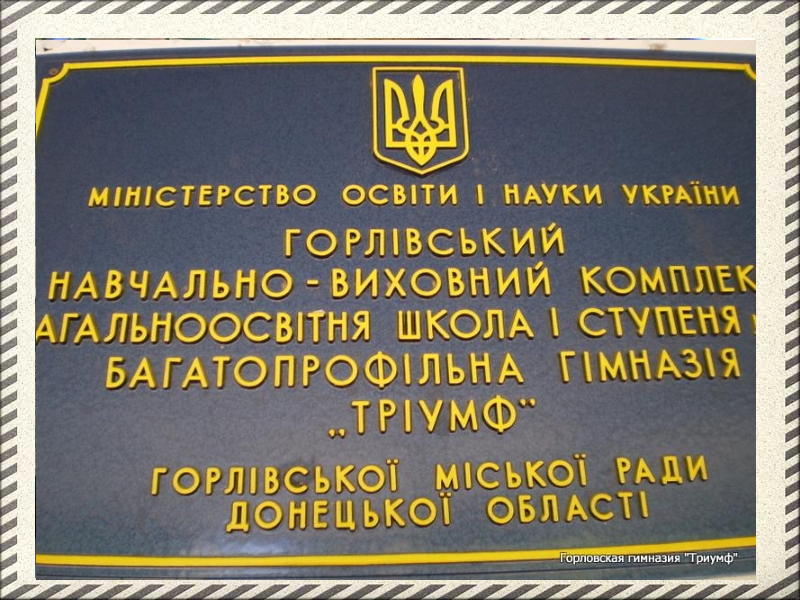 МІНІСТЕРСТВО ОСВІТИ І НАУКИ УКРАЇНИ
ГОРЛІВСЬКИЙ
НАВЧАЛЬНО - ВИХОВНИЙ КОМПЛЕК
АГАЛЬНООСВІТНЯ ШКОЛА І СТУПЕНЯ
БАГАТОПРОФІЛЬНА ГІМНАЗІЯ
„ТРІУМФ”
ГОРЛІВСЬКОЇ МІСЬКОЇ РАДИ
ДОНЕЦЬКОЇ ОБЛАСТІ
Горловская гимназия "Триумф"